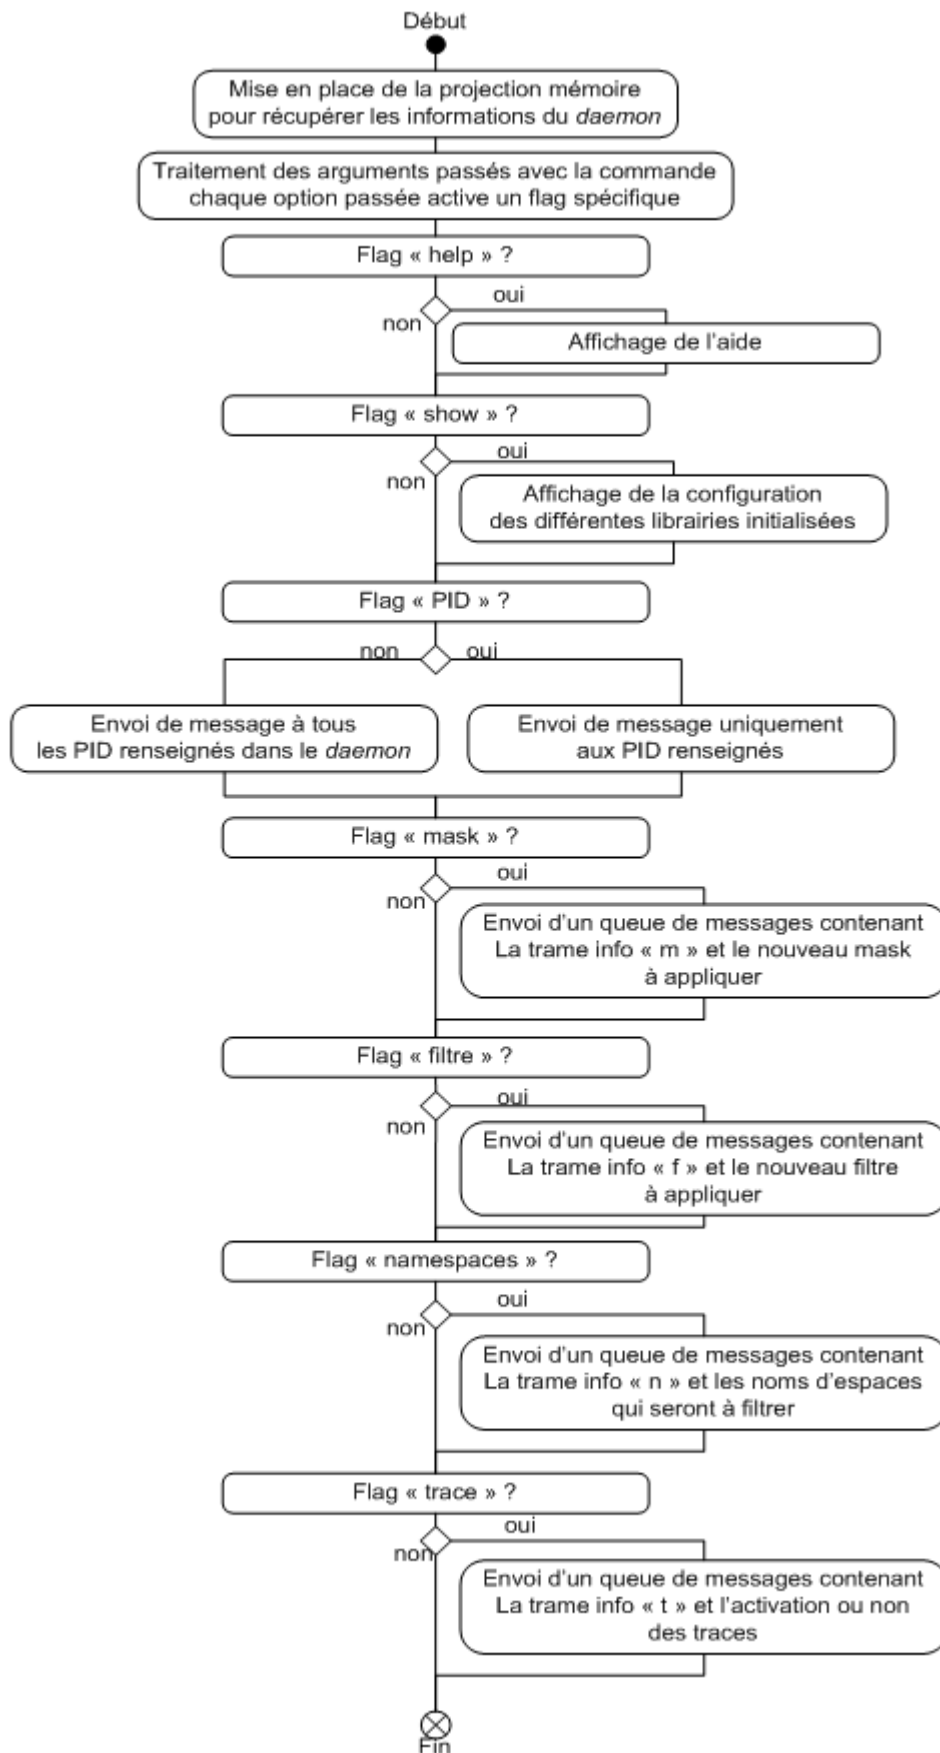 Début
Mise en place de la projection mémoire
pour récupérer les informations du daemon
Traitement des arguments passés avec la commande
chaque option passée active un flag spécifique
Flag « help » ?
oui
non
Affichage de l'aide
Flag « show » ?
oui
non
Affichage de la configuration
des différentes librairies initialisées
Flag « PID » ?
non
oui
Envoi de message à tous
les PID renseignés dans le daemon
Envoi de message uniquement
aux PID renseignés
Flag « mask » ?
oui
non
Envoi d'un queue de messages contenant
La trame info « m » et le nouveau mask
à appliquer
Flag « filtre » ?
oui
non
Envoi d'un queue de messages contenant
La trame info « f » et le nouveau filtre
à appliquer
Flag « namespaces » ?
oui
non
Envoi d'un queue de messages contenant
La trame info « n » et les noms d'espaces
qui seront à filtrer
Flag « trace » ?
oui
non
Envoi d'un queue de messages contenant
La trame info « t » et l'activation ou non
des traces
Fin